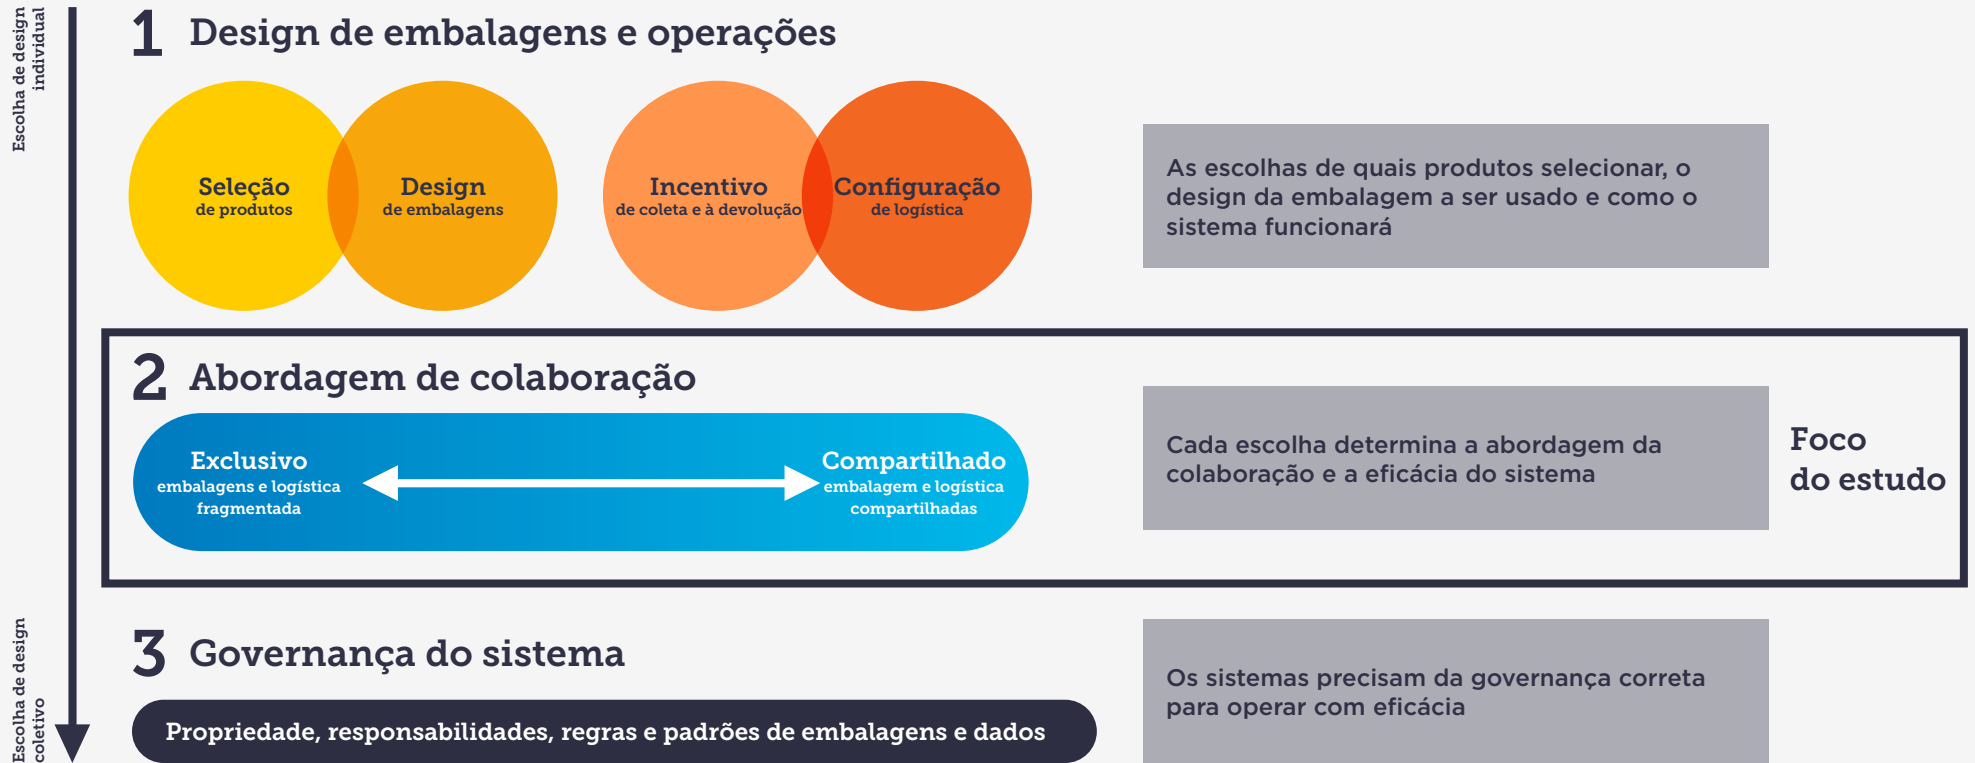 Escolha de design
individual
1 Design de embalagens e operações
Seleção
de produtos
Design
de embalagens
Incentivo
de coleta e à devolução
Configuração
de logística
As escolhas de quais produtos selecionar, o
design da embalagem a ser usado e como o
sistema funcionará
2 Abordagem de colaboração
Exclusivo
embalagens e logística
fragmentada
Compartilhado
embalagem e logística
compartilhadas
Cada escolha determina a abordagem da
colaboração e a eficácia do sistema
Foco
do estudo
Escolha de design
coletivo
3 Governança do sistema
Propriedade, responsabilidades, regras e padrões de embalagens e dados
Os sistemas precisam da governança correta
para operar com eficácia